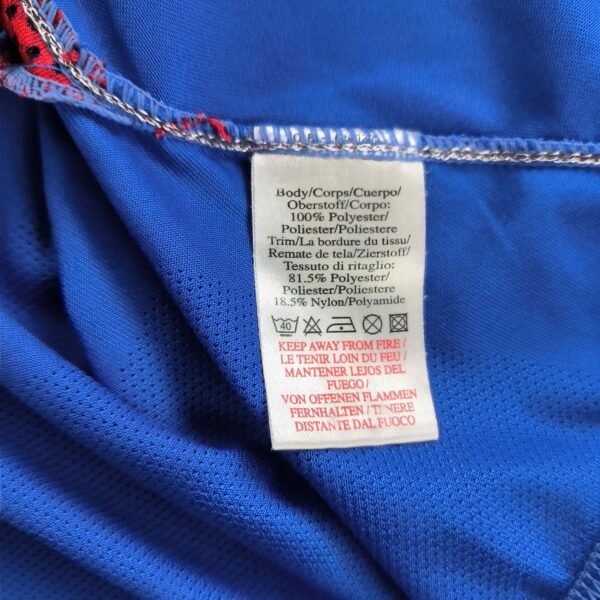 Body/Corps/Cuerpo/
Oberstoff/Corpo:
100% Polyester/
Poliester/Poliestere
Trim/La bordure du tissu/
Remate de tela/Zierstoff/
Tessuto di ritaglio:
81.5% Polyester/
Poliester/Poliestere
18.5% Nylon/Polyamide
40
KEEP AWAY FROM FIRE /
LE TENIR LOIN DU FEU /
MANTENER LEJOS DEL
FUEGO /
VON OFFENEN FLAMMEN
FERNHALTEN / TENERE
DISTANTE DAL FUOCO